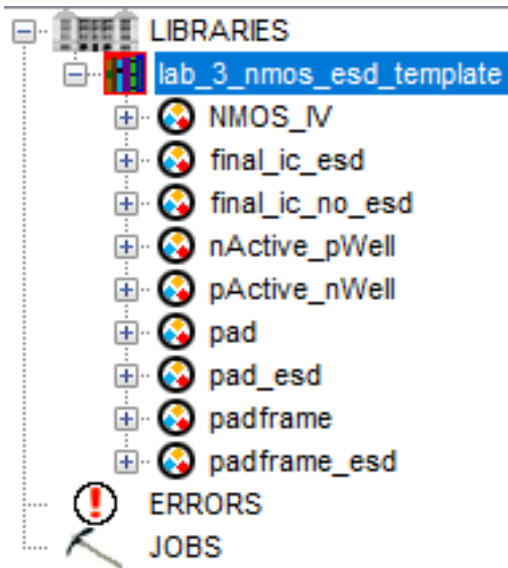 LIBRARIES
lab_3_nmos_esd_template
NMOS_IV
final_ic_esd
final_ic_no_esd
nActive_pWell
pActive_nWell
pad
pad_esd
padframe
padframe_esd
ERRORS
JOBS